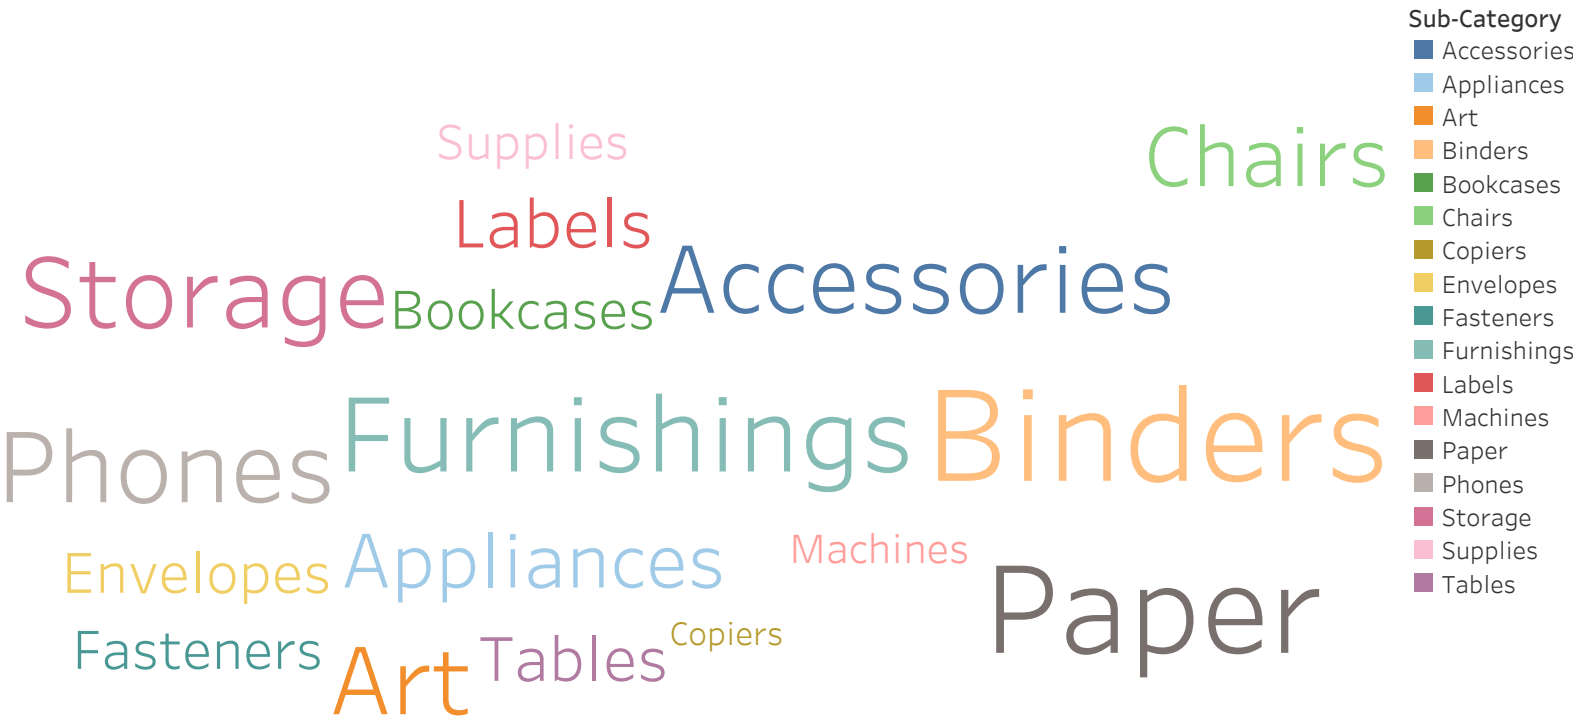 Supplies
Chairs
Labels
Storage
Bookcases
Accessories
Phones
Furnishings
Binders
Envelopes
Appliances
Machines
Paper
Fasteners
Art
Tables
Copiers
Sub-Category
Accessories
Appliances
Art
Binders
Bookcases
Chairs
Copiers
Envelopes
Fasteners
Furnishings
Labels
Machines
Paper
Phones
Storage
Supplies
Tables